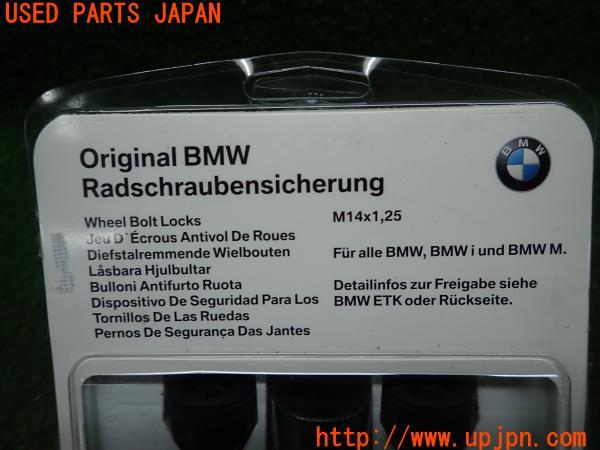 USED PARTS JAPAN
Original BMW
Radschraubensicherung
BMW
Wheel Bolt Locks
Jeu D´Écrous Antivol De Roues
Diefstalremmende Wielbouten
Låsbara Hjulbultar
Bulloni Antifurto Ruota
Dispositivo De Seguridad Para Los
Tornillos De Las Ruedas
Pernos De Segurança Das Jantes
M14x1,25
Für alle BMW, BMW i und BMW M.
Detailinfos zur Freigabe siehe
BMW ETK oder Rückseite.
http://www.upjpn.com/